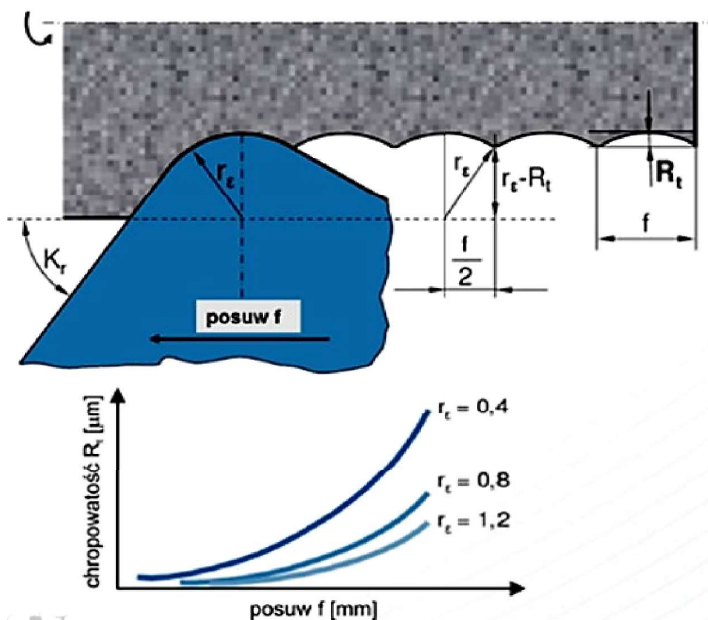 rε
rε
rε-Rt
Rt
f
f
2
Kr
posuw f
chropowatość Rt [µm]
rε = 0,4
rε = 0,8
rε = 1,2
posuw f [mm]